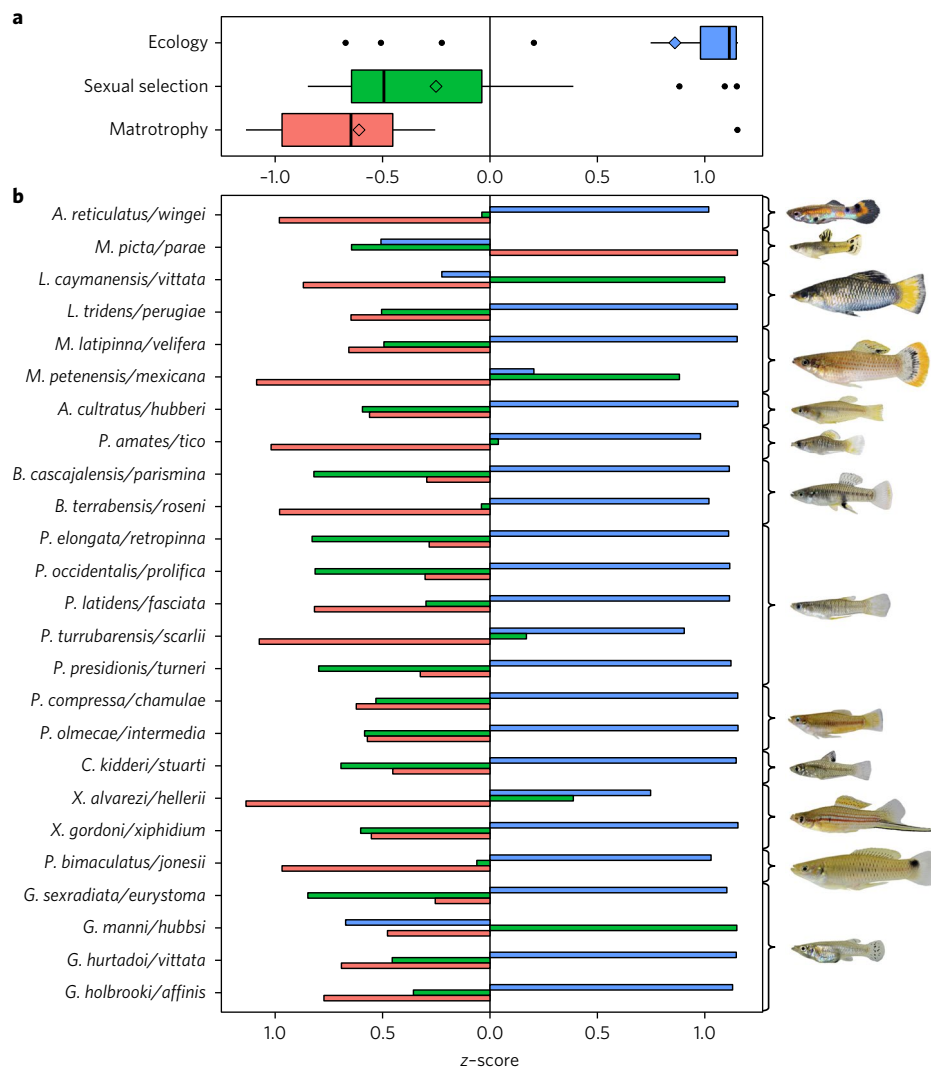 a
Ecology
Sexual selection
Matrotrophy
-1.0 -0.5 0.0 0.5 1.0
b
A. reticulatus/wingei
M. picta/parae
L. caymanensis/vittata
L. tridens/perugiae
M. latipinna/velifera
M. petenensis/mexicana
A. cultratus/hubberi
P. amates/tico
B. cascajalensis/parismina
B. terrabensis/roseni
P. elongata/retropinna
P. occidentalis/prolifica
P. latidens/fasciata
P. turrubarensis/scarlii
P. presidionis/turneri
P. compressa/chamulae
P. olmecae/intermedia
C. kidderi/stuarti
X. alvarezi/hellerii
X. gordoni/xiphidium
P. bimaculatus/jonesii
G. sexradiata/eurystoma
G. manni/hubbsi
G. hurtadoi/vittata
G. holbrooki/affinis
1.0 0.5 0.0 0.5 1.0
z-score